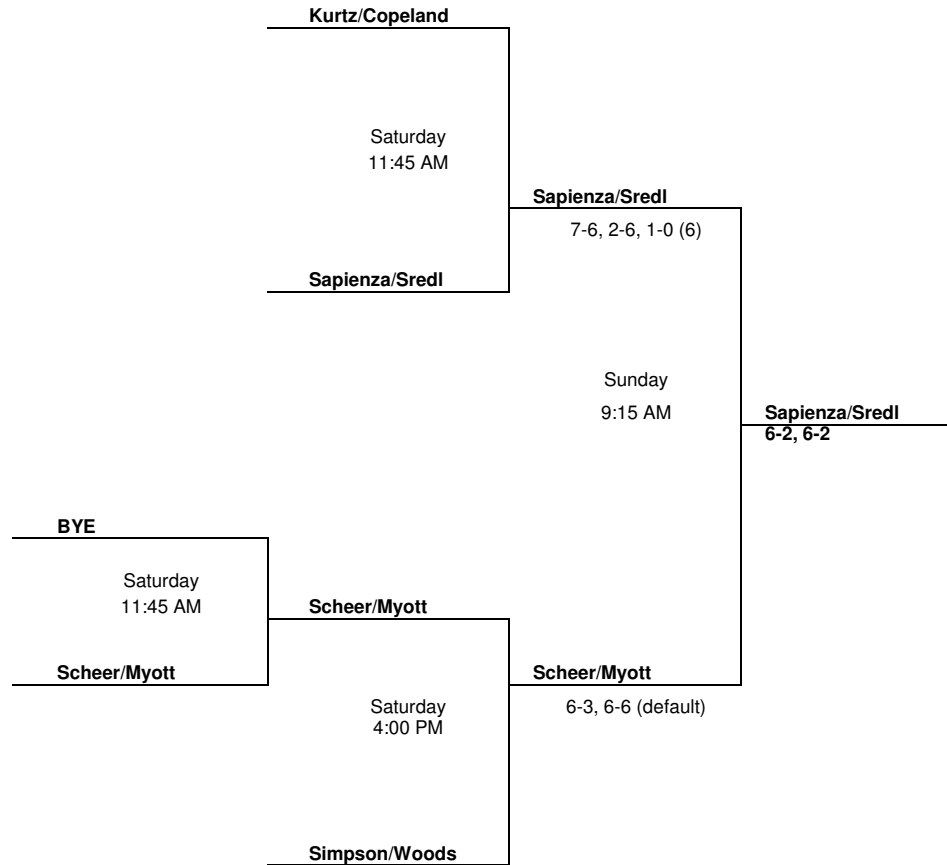 Kurtz/Copeland
Saturday
11:45 AM
Sapienza/Sredl
7-6, 2-6, 1-0 (6)
Sapienza/Sredl
Sunday
9:15 AM
Sapienza/Sredl
6-2, 6-2
BYE
Saturday
11:45 AM
Scheer/Myott
Scheer/Myott
Scheer/Myott
6-3, 6-6 (default)
Saturday
4:00 PM
Simpson/Woods